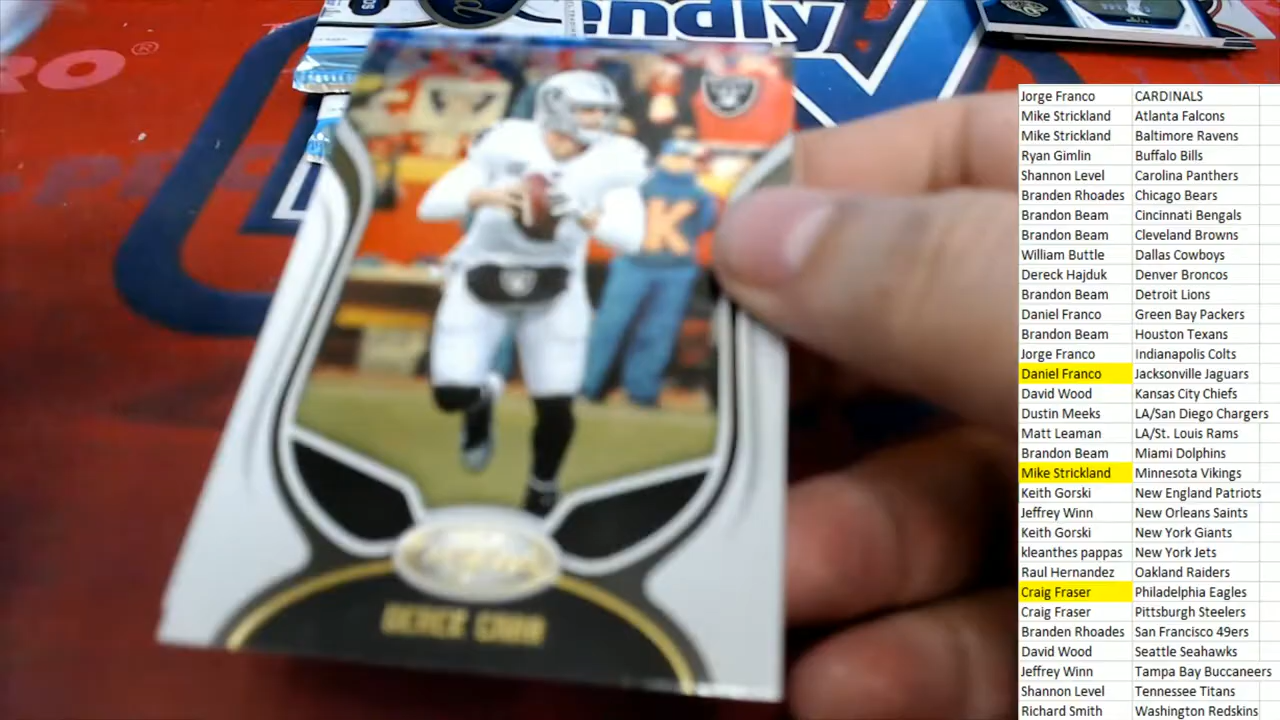 RO®
endly
K
DEREK CARR
Jorge Franco CARDINALS
Mike Strickland Atlanta Falcons
Mike Strickland Baltimore Ravens
Ryan Gimlin Buffalo Bills
Shannon Level Carolina Panthers
Branden Rhoades Chicago Bears
Brandon Beam Cincinnati Bengals
Brandon Beam Cleveland Browns
William Buttle Dallas Cowboys
Dereck Hajduk Denver Broncos
Brandon Beam Detroit Lions
Daniel Franco Green Bay Packers
Brandon Beam Houston Texans
Jorge Franco Indianapolis Colts
Daniel Franco Jacksonville Jaguars
David Wood Kansas City Chiefs
Dustin Meeks LA/San Diego Chargers
Matt Leaman LA/St. Louis Rams
Brandon Beam Miami Dolphins
Mike Strickland Minnesota Vikings
Keith Gorski New England Patriots
Jeffrey Winn New Orleans Saints
Keith Gorski New York Giants
kleanthes pappas New York Jets
Raul Hernandez Oakland Raiders
Craig Fraser Philadelphia Eagles
Craig Fraser Pittsburgh Steelers
Branden Rhoades San Francisco 49ers
David Wood Seattle Seahawks
Jeffrey Winn Tampa Bay Buccaneers
Shannon Level Tennessee Titans
Richard Smith Washington Redskins